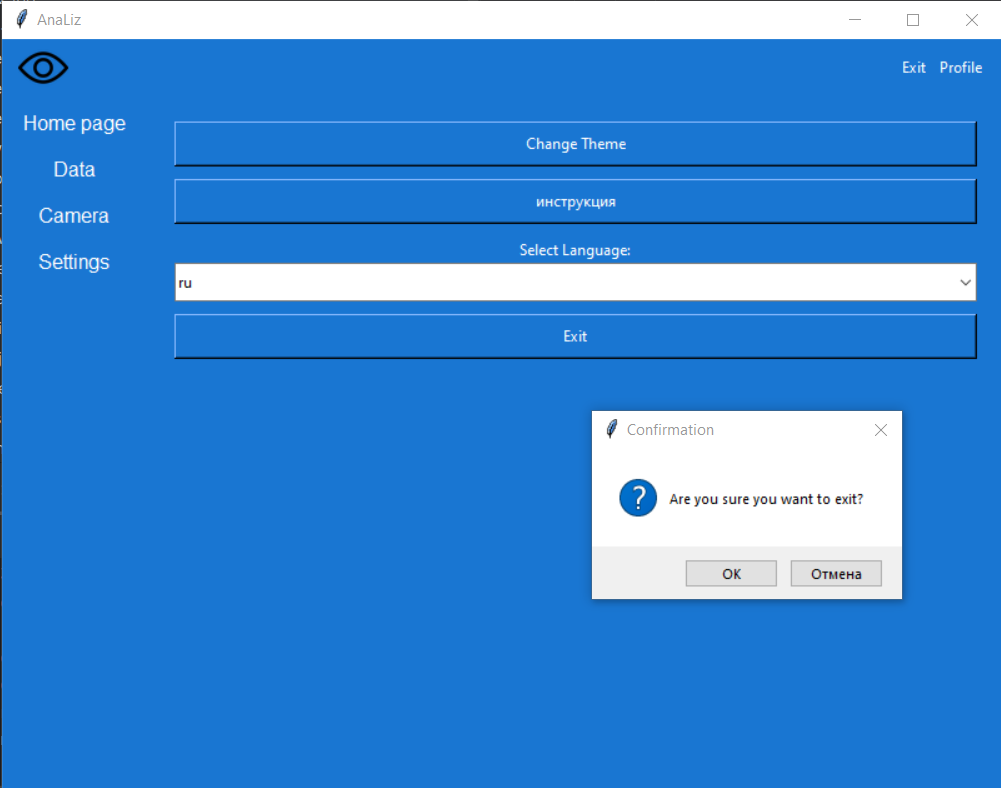 AnaLiz
Exit Profile
Home page
Data
Camera
Settings
Change Theme
инструкция
Select Language:
ru
Exit
Confirmation
Are you sure you want to exit?
OK Отмена